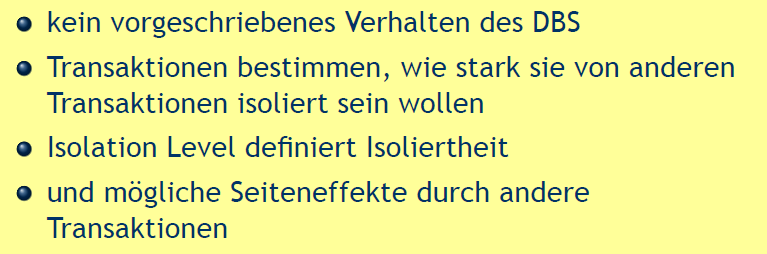 kein vorgeschriebenes Verhalten des DBS
Transaktionen bestimmen, wie stark sie von anderen
Transaktionen isoliert sein wollen
Isolation Level definiert Isoliertheit
und mögliche Seiteneffekte durch andere
Transaktionen